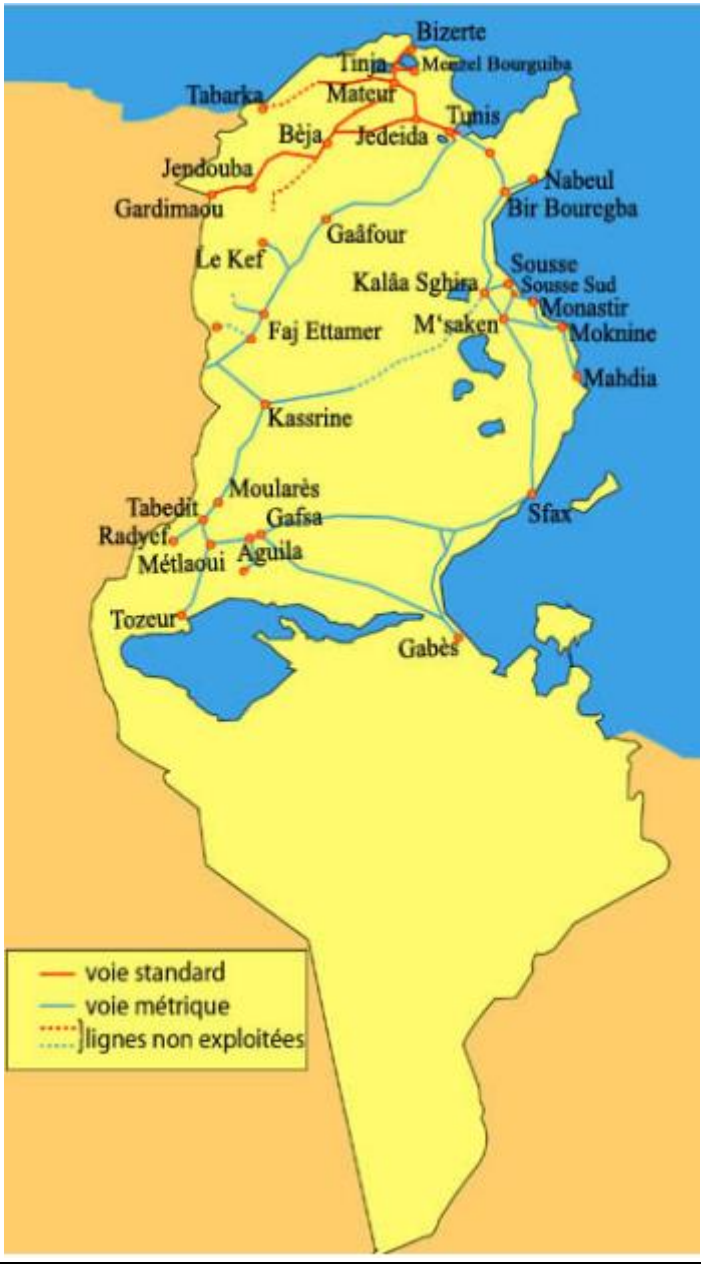 Bizerte
Tinja
Menzel Bourguiba
Tabarka
Mateur
Tunis
Bèja
Jedeida
Jendouba
Nabeul
Gardimaou
Bir Bouregba
Gaâfour
Le Kef
Sousse
Kalâa Sghira
Sousse Sud
Monastir
Faj Ettamer
M'saken
Moknine
Mahdia
Kassrine
Moularès
Tabedit
Gafsa
Sfax
Radyef
Aguila
Métlaoui
Tozeur
Gabès
voie standard
voie métrique
lignes non exploitées